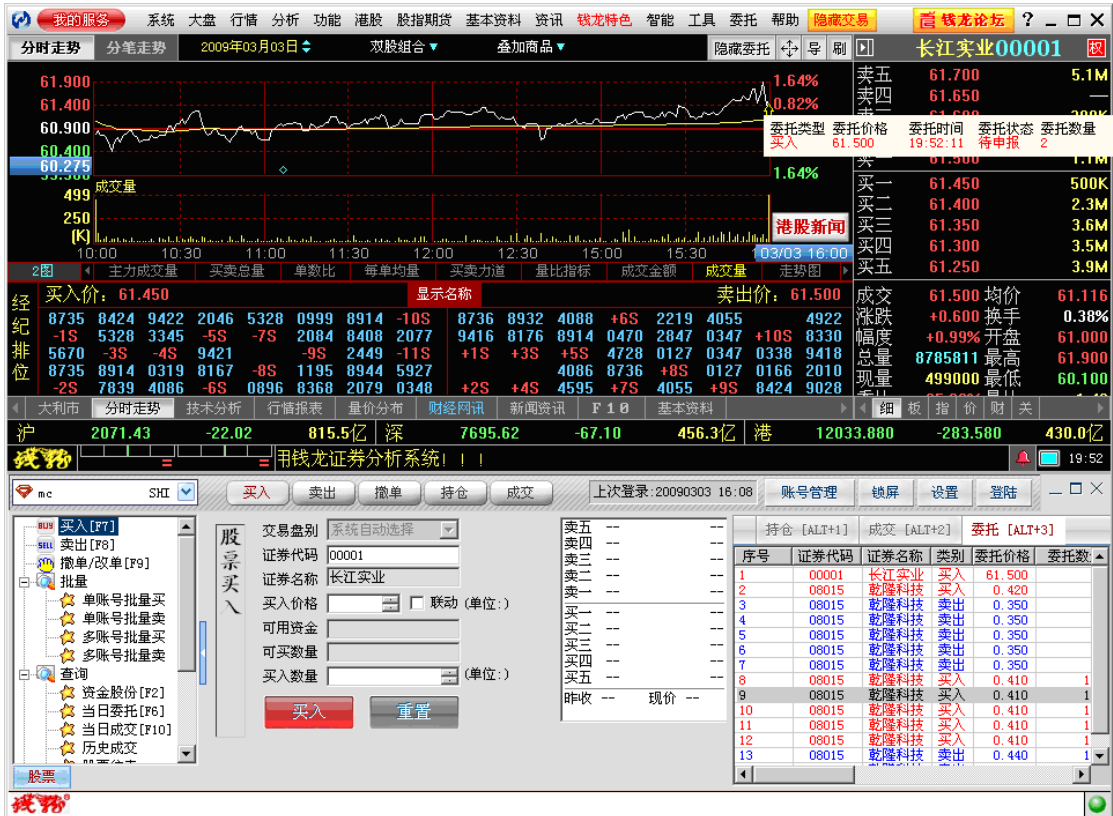 我的服务 系统 大盘 行情 分析 功能 港股 股指期货 基本资料 资讯 钱龙特色 智能 工具 委托 帮助 隐藏交易 钱龙论坛 ?
分时走势 分笔走势 2009年03月03日 双股组合 叠加商品 隐藏委托 导 刷 长江实业00001 权
61.900 1.64% 卖五 61.700 5.1M
61.400 0.82% 卖四 61.650 —
60.900
委托类型 委托价格 委托时间 委托状态 委托数量
买入 61.500 19:52:11 待申报 2
60.400
60.275 1.64%
成交量
499 买一 61.450 500K
250 买二 61.400 2.3M
(K) 港股新闻 买三 61.350 3.6M
10:00 10:30 11:00 11:30 12:00 12:30 15:00 15:30 03/03 16:00 买四 61.300 3.5M
2图 主力成交量 买卖总量 单数比 每单均量 买卖力道 量比指标 成交金额 成交量 走势图 买五 61.250 3.9M
经纪排位
买入价: 61.450 显示名称 卖出价: 61.500 成交 61.500 均价 61.116
8735 8424 9422 2046 5328 0999 8914 -10S 8736 8932 4088 +6S 2219 4055 4922 涨跌 +0.600 换手 0.38%
-1S 5328 3345 -5S -7S 2084 8408 2077 9416 8176 8914 0470 2847 0347 +10S 8330 幅度 +0.99% 开盘 61.000
5670 -3S -4S 9421 -9S 2449 -11S +1S +3S +5S 4728 0127 0347 0338 9418 总量 8785811 最高 61.900
8735 8914 0319 8167 -8S 1195 8944 5927 4086 8736 +8S 0127 0166 2010 现量 499000 最低 60.100
-2S 7839 4086 -6S 0896 8368 2079 0348 +2S +4S 4595 +7S 4055 +9S 8424 9028
大利市 分时走势 技术分析 行情报表 量价分布 财经网讯 新闻资讯 F10 基本资料 细 板 指 价 财 关
沪 2071.43 -22.02 815.5亿 深 7695.62 -67.10 456.3亿 港 12033.880 -283.580 430.0亿
钱龙 用钱龙证券分析系统!!! 19:52
mc SHI 买入 卖出 撤单 持仓 成交 上次登录:20090303 16:08 账号管理 锁屏 设置 登陆
BUY 买入[F7]
SELL 卖出[F8]
撤单/改单[F9]
批量
单账号批量买
单账号批量卖
多账号批量买
多账号批量卖
查询
资金股份[F2]
当日委托[F6]
当日成交[F10]
历史成交
股票
股票买入
交易盘别 系统自动选择
证券代码 00001
证券名称 长江实业
买入价格 联动 (单位:)
可用资金
可买数量
买入数量 (单位:)
买入 重置
卖五 -- --
卖四 -- --
卖三 -- --
卖二 -- --
卖一 -- --
买一 -- --
买二 -- --
买三 -- --
买四 -- --
买五 -- --
昨收 -- 现价 --
持仓 [ALT+1] 成交 [ALT+2] 委托 [ALT+3]
序号 证券代码 证券名称 类别 委托价格 委托数
1 00001 长江实业 买入 61.500
2 08015 乾隆科技 买入 0.420
3 08015 乾隆科技 卖出 0.350
4 08015 乾隆科技 卖出 0.350
5 08015 乾隆科技 卖出 0.350
6 08015 乾隆科技 卖出 0.350
7 08015 乾隆科技 卖出 0.350
8 08015 乾隆科技 买入 0.410 1
9 08015 乾隆科技 买入 0.410 1
10 08015 乾隆科技 买入 0.410 1
11 08015 乾隆科技 买入 0.410 1
12 08015 乾隆科技 买入 0.410 1
13 08015 乾隆科技 卖出 0.440 1
钱龙